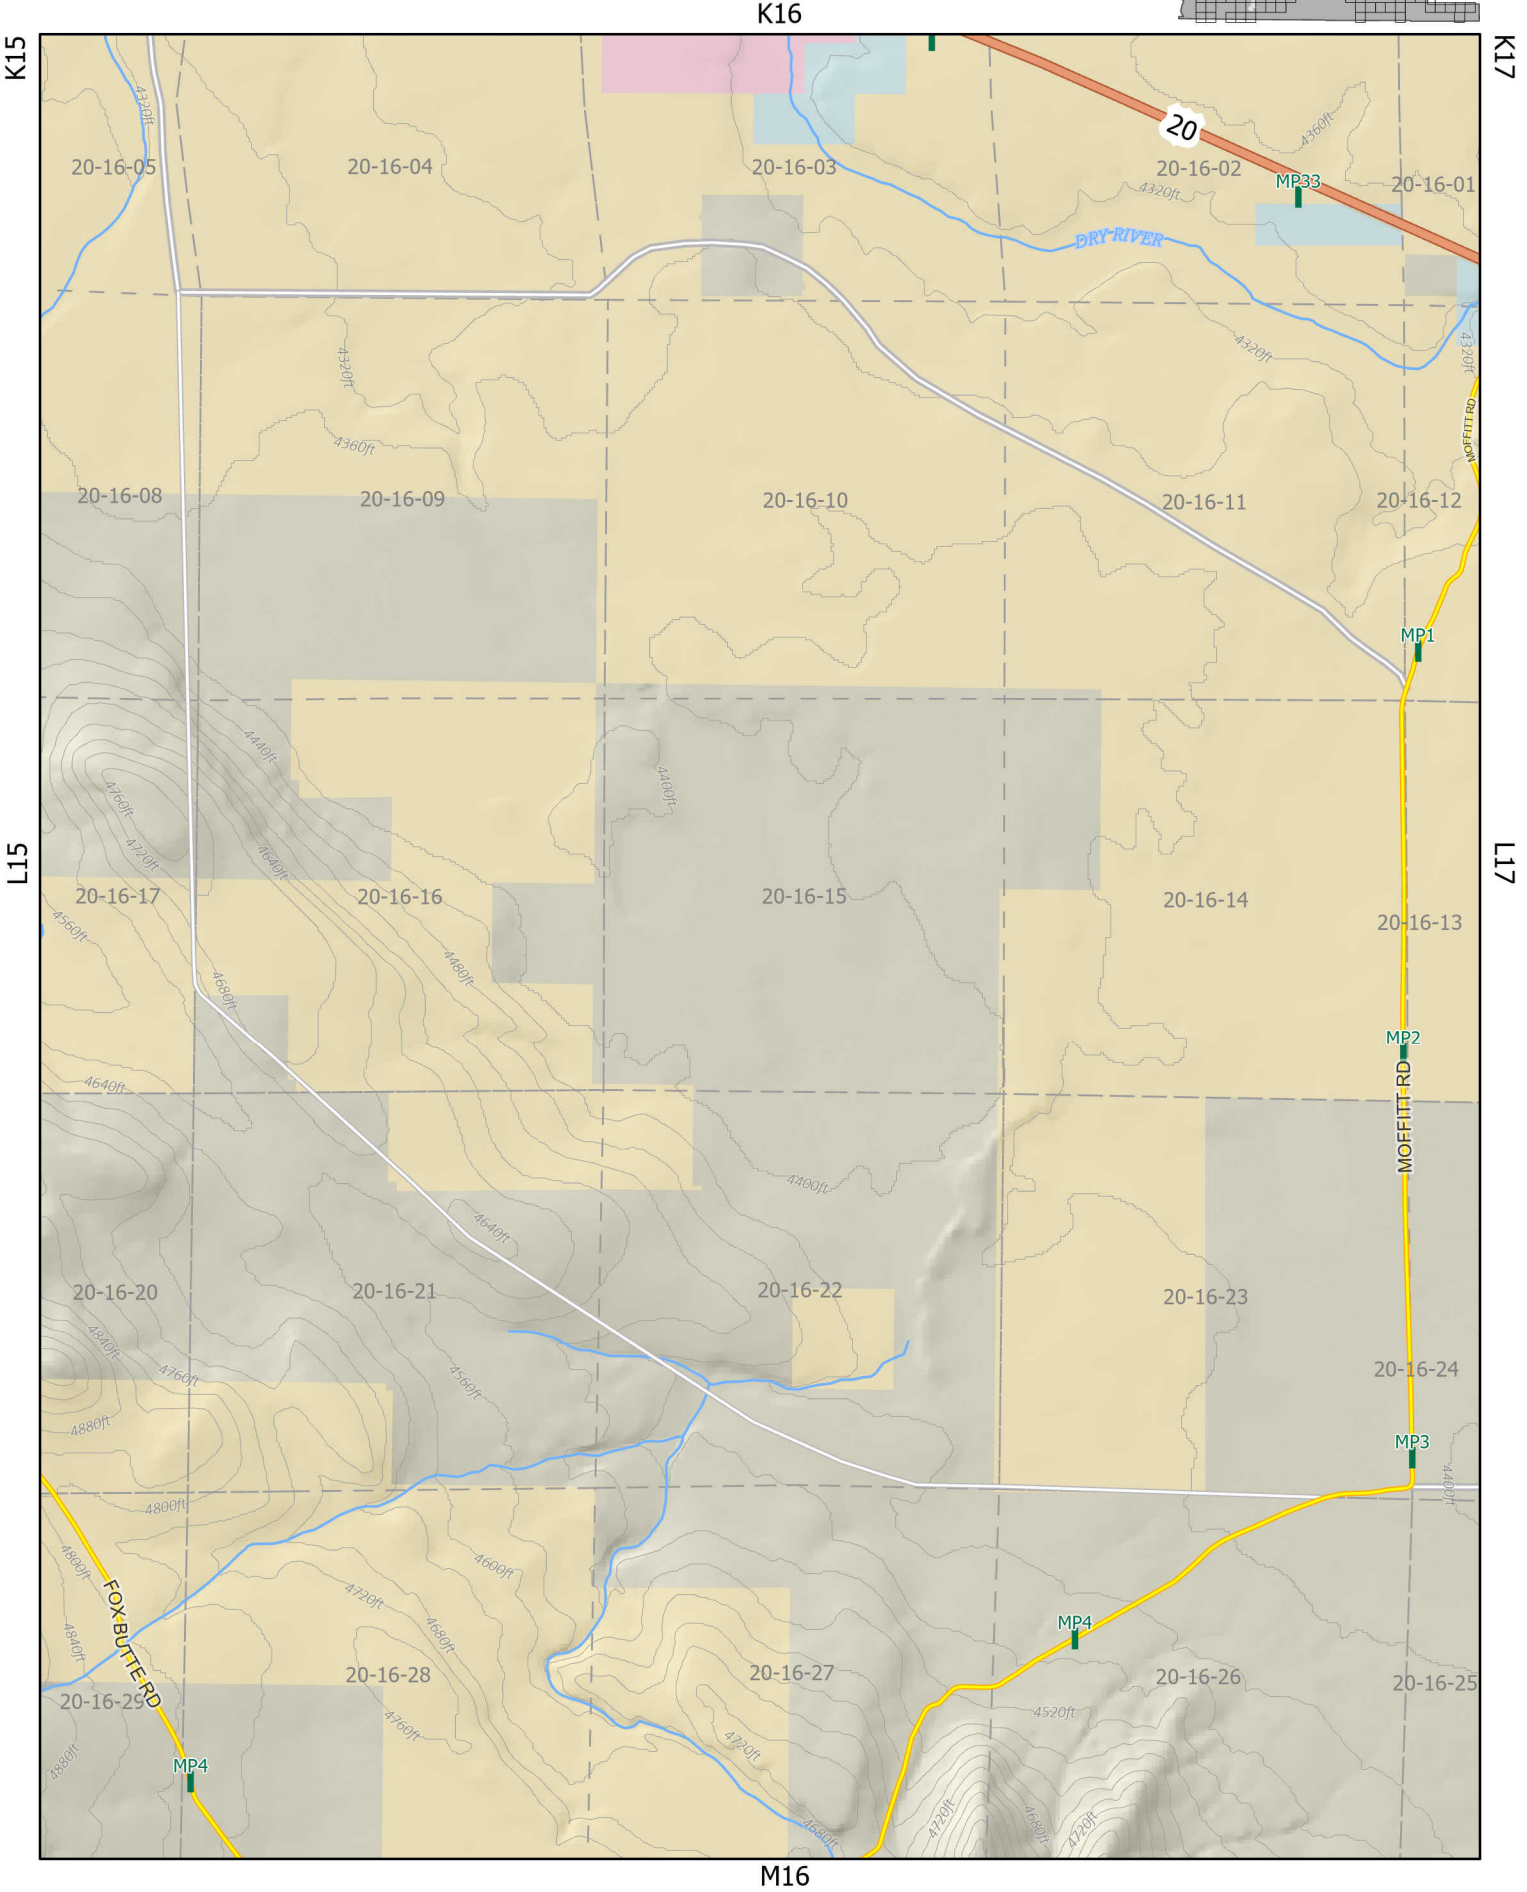 K16
K15
K17
4320ft
20
4360ft
20-16-05
20-16-04
20-16-03
20-16-02
MP33
20-16-01
4320ft
DRY RIVER
4320ft
4320ft
4320ft
MOFFITT RD
4360ft
20-16-08
20-16-09
20-16-10
20-16-11
20-16-12
MP1
4440ft
4400ft
4760ft
4720ft
4640ft
L15
L17
20-16-17
20-16-16
20-16-15
20-16-14
20-16-13
4560ft
4480ft
4680ft
MP2
MOFFITT RD
4640ft
4400ft
4640ft
20-16-20
20-16-21
20-16-22
20-16-23
4840ft
4760ft
4560ft
20-16-24
4880ft
MP3
4400ft
4800ft
4800ft
4600ft
FOX BUTTE RD
4720ft
4680ft
4840ft
MP4
20-16-28
20-16-27
20-16-26
20-16-25
20-16-29
4520ft
4760ft
4720ft
4880ft
MP4
4680ft
4720ft
4680ft
4720ft
M16